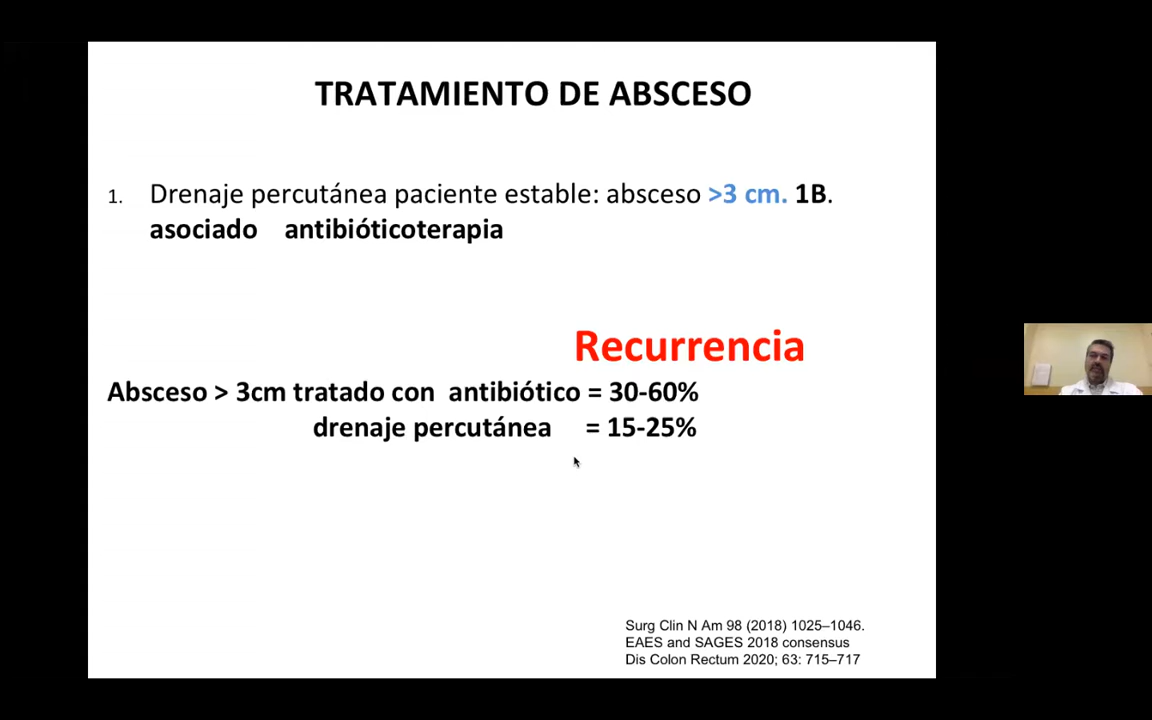 TRATAMIENTO DE ABSCESO
1. Drenaje percutánea paciente estable: absceso >3 cm. 1B.
asociado antibióticoterapia
Recurrencia
Absceso > 3cm tratado con antibiótico = 30-60%
drenaje percutánea = 15-25%
Surg Clin N Am 98 (2018) 1025–1046.
EAES and SAGES 2018 consensus
Dis Colon Rectum 2020; 63: 715–717